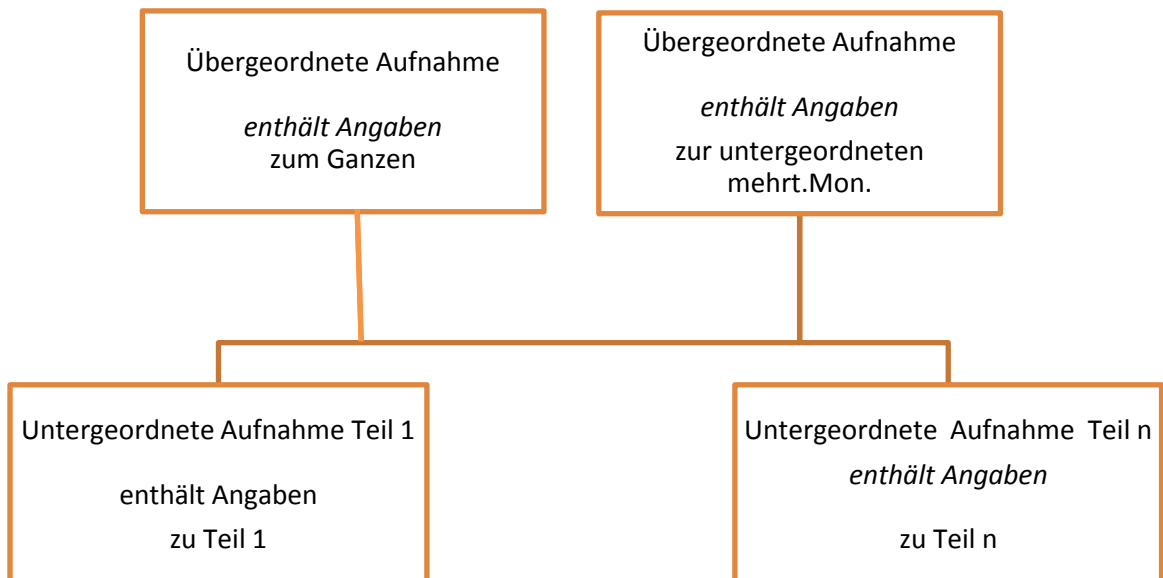 Übergeordnete Aufnahme
enthält Angaben
zum Ganzen
Übergeordnete Aufnahme
enthält Angaben
zur untergeordneten
mehrt.Mon.
Untergeordnete Aufnahme Teil 1
enthält Angaben
zu Teil 1
Untergeordnete Aufnahme Teil n
enthält Angaben
zu Teil n